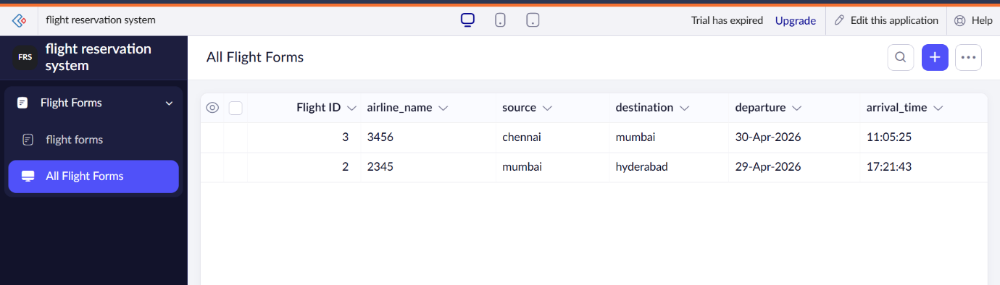 flight reservation system
Trial has expired Upgrade Edit this application Help
FRS flight reservation
system
All Flight Forms
Flight Forms
flight forms
All Flight Forms
Flight ID airline_name source destination departure arrival_time
3 3456 chennai mumbai 30-Apr-2026 11:05:25
2 2345 mumbai hyderabad 29-Apr-2026 17:21:43